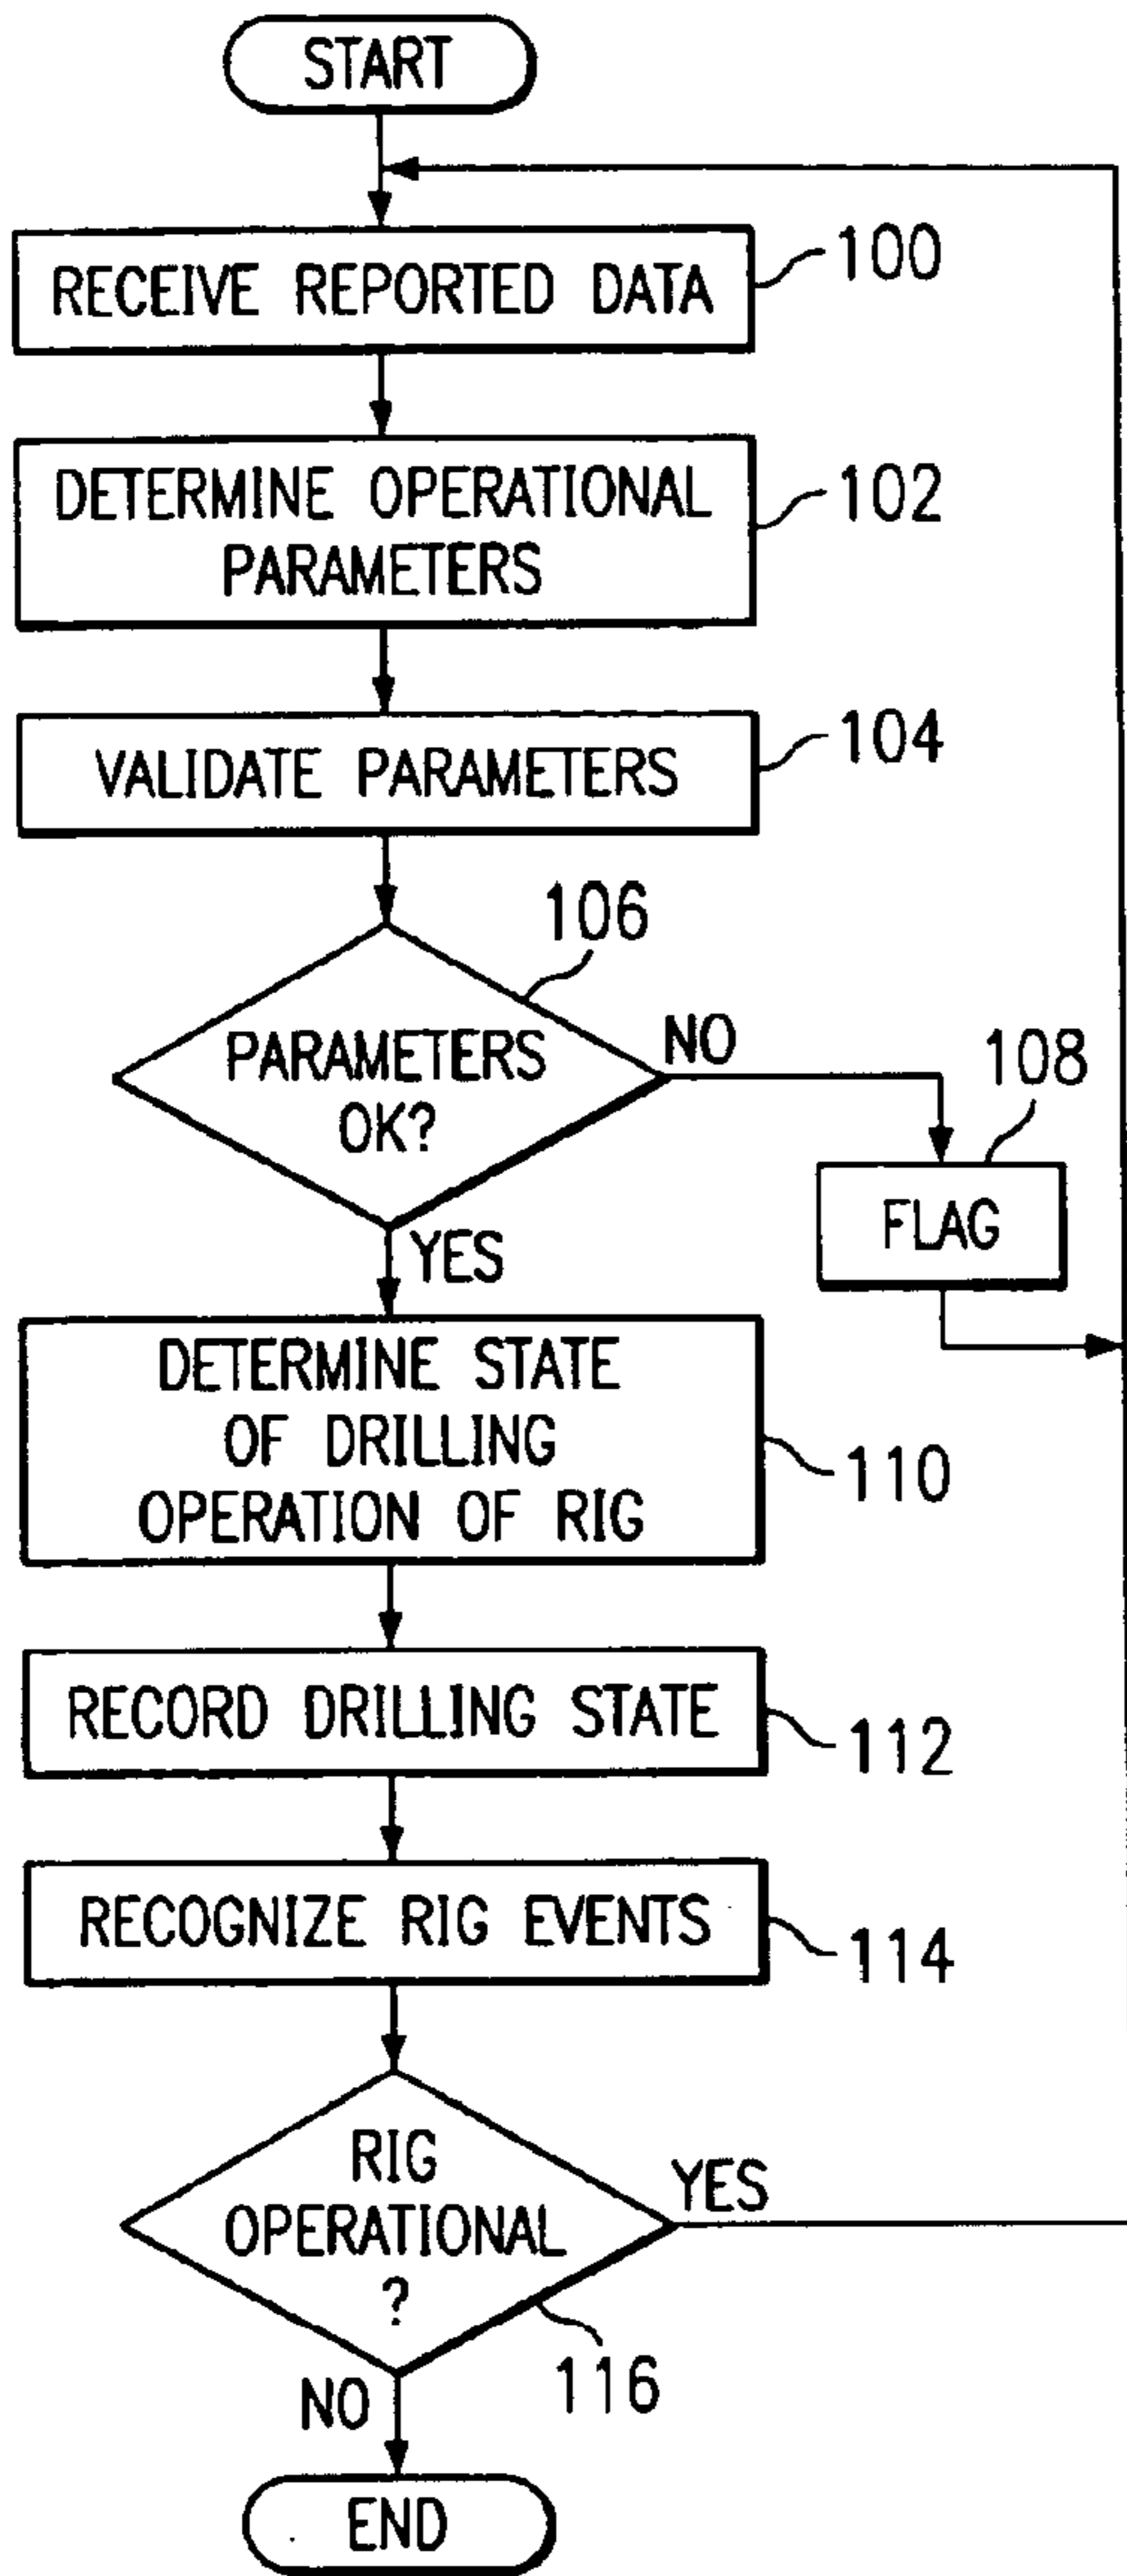 START
RECEIVE REPORTED DATA
100
DETERMINE OPERATIONAL
PARAMETERS
102
VALIDATE PARAMETERS
104
106
PARAMETERS
OK?
NO
108
FLAG
YES
DETERMINE STATE
OF DRILLING
OPERATION OF RIG
110
RECORD DRILLING STATE
112
RECOGNIZE RIG EVENTS
114
RIG
OPERATIONAL
?
YES
116
NO
END